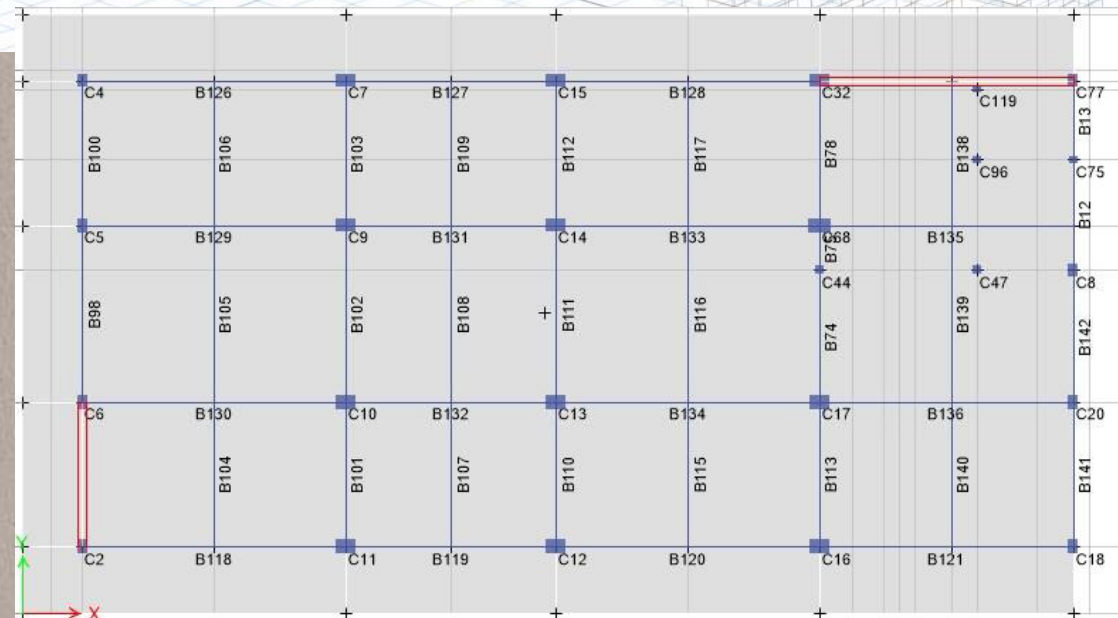 C4 B126 C7 B127 C15 B128 C32 C77
C119
B13
B100 B106 B103 B109 B112 B117 B78 B138
C96 C75
B12
C5 B129 C9 B131 C14 B133 C68 B135
C44 C47 C8
B98 B105 B102 B108 B111 B116 B74 B139 B142
C6 B130 C10 B132 C13 B134 C17 B136 C20
B104 B101 B107 B110 B115 B113 B140 B141
C2 B118 C11 B119 C12 B120 C16 B121 C18
Y
X